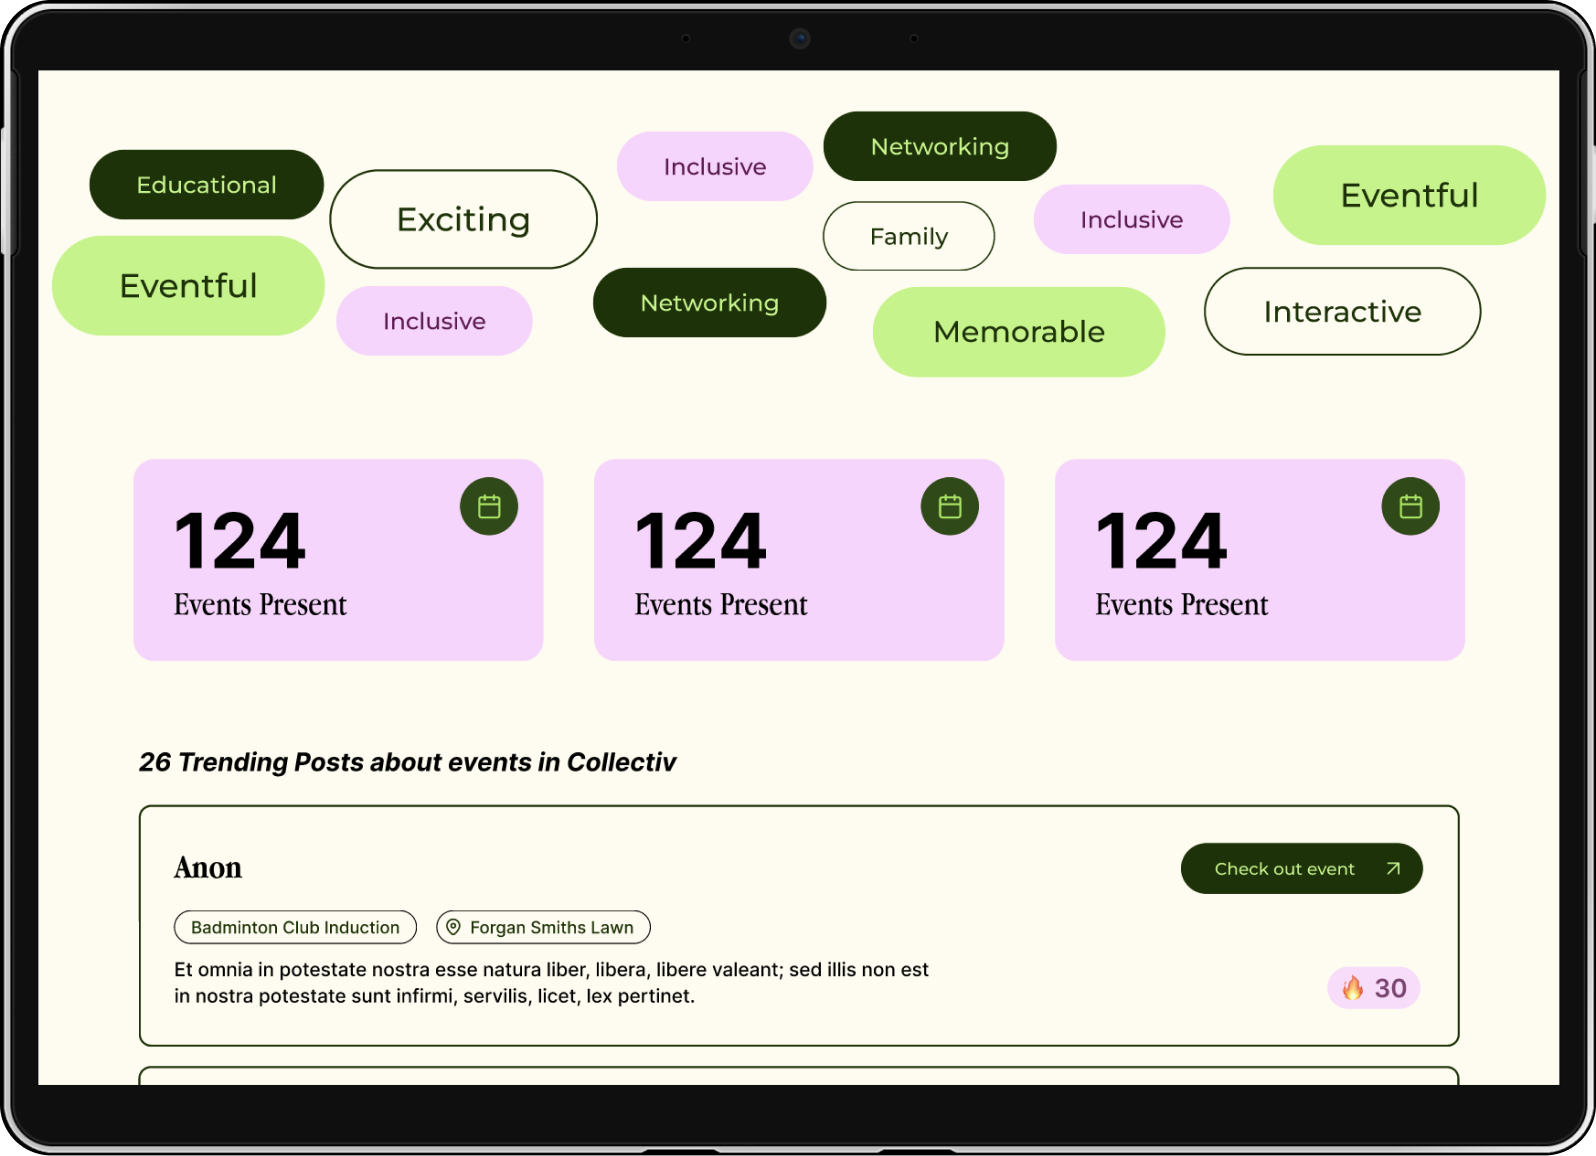 Educational
Exciting
Inclusive
Networking
Eventful
Family
Inclusive
Eventful
Inclusive
Networking
Memorable
Interactive
124
Events Present
124
Events Present
124
Events Present
26 Trending Posts about events in Collectiv
Anon
Check out event
Badminton Club Induction
Forgan Smiths Lawn
Et omnia in potestate nostra esse natura liber, libera, libere valeant; sed illis non est
in nostra potestate sunt infirmi, servilis, licet, lex pertinet.
30